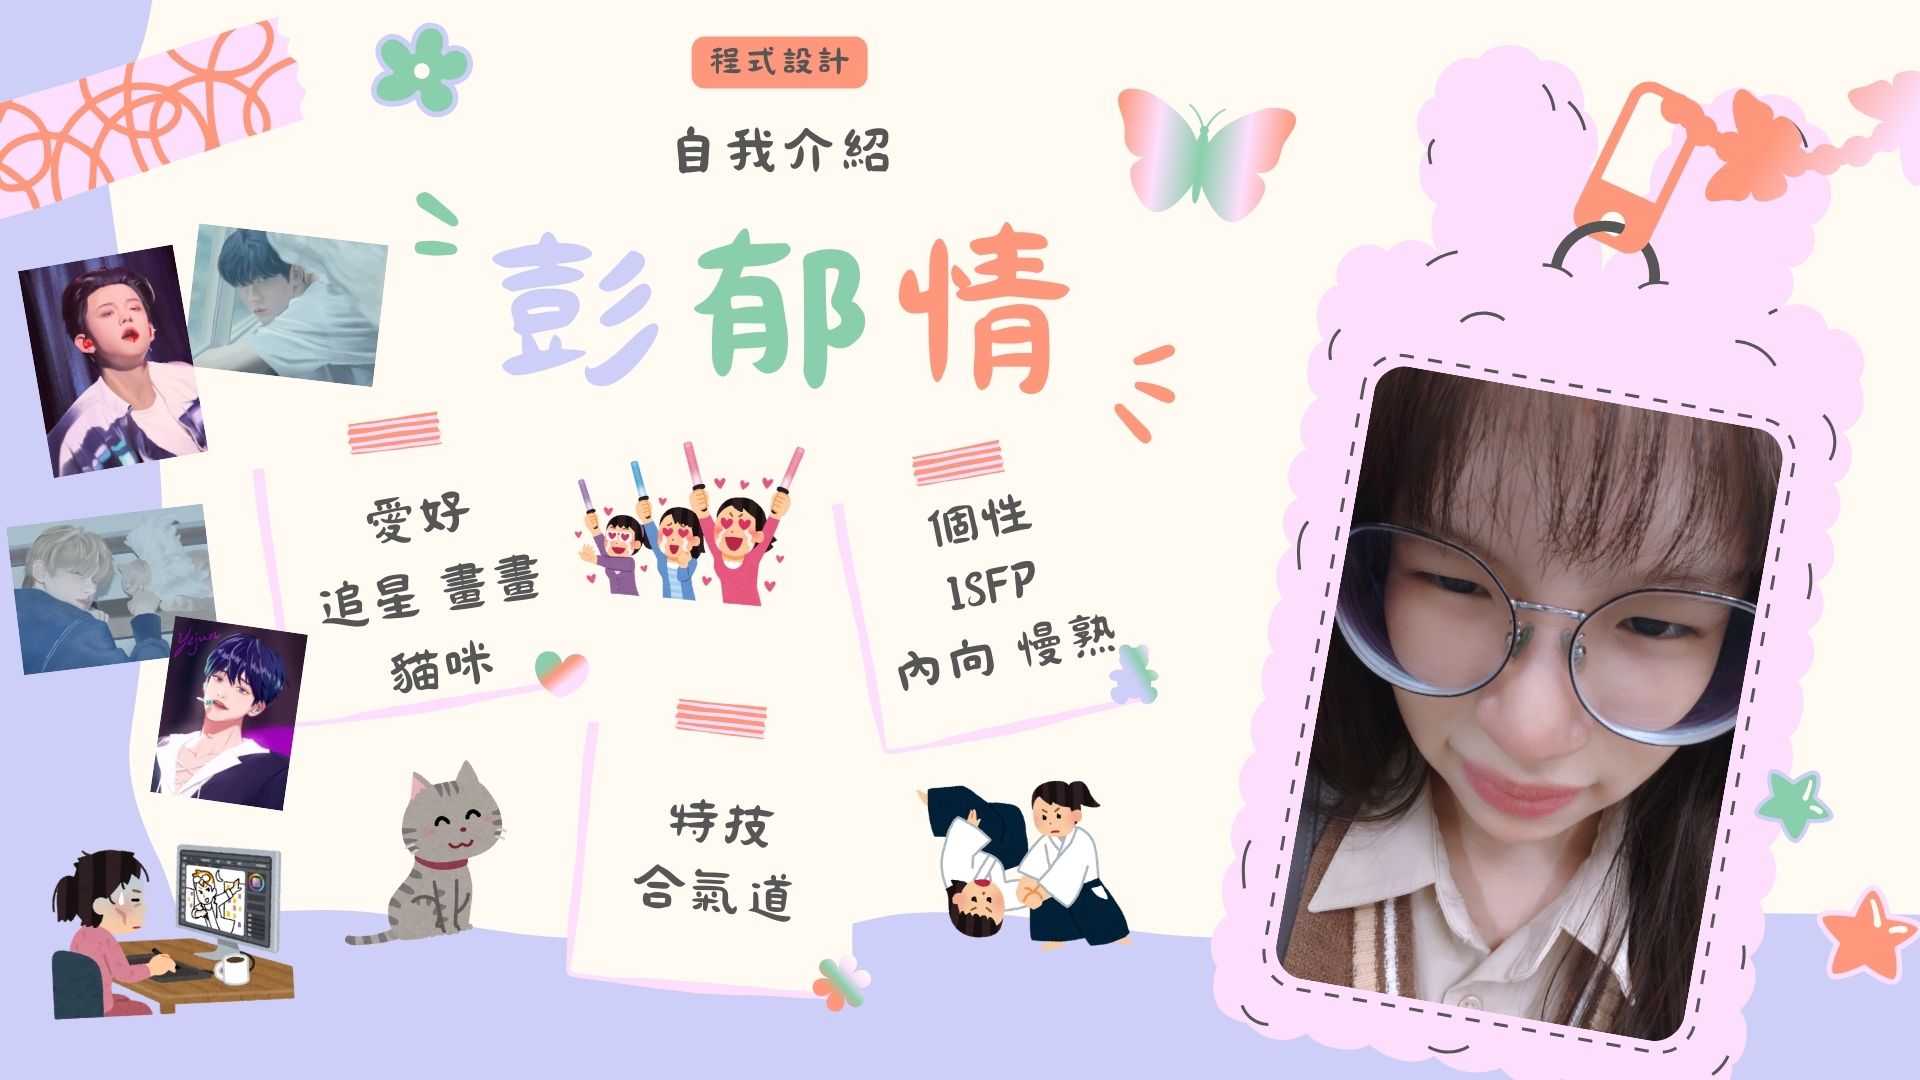 程式設計
自我介紹
彭郁情
愛好
追星 畫畫
貓咪
個性
ISFP
內向 慢熟
特技
合氣道
Yejun